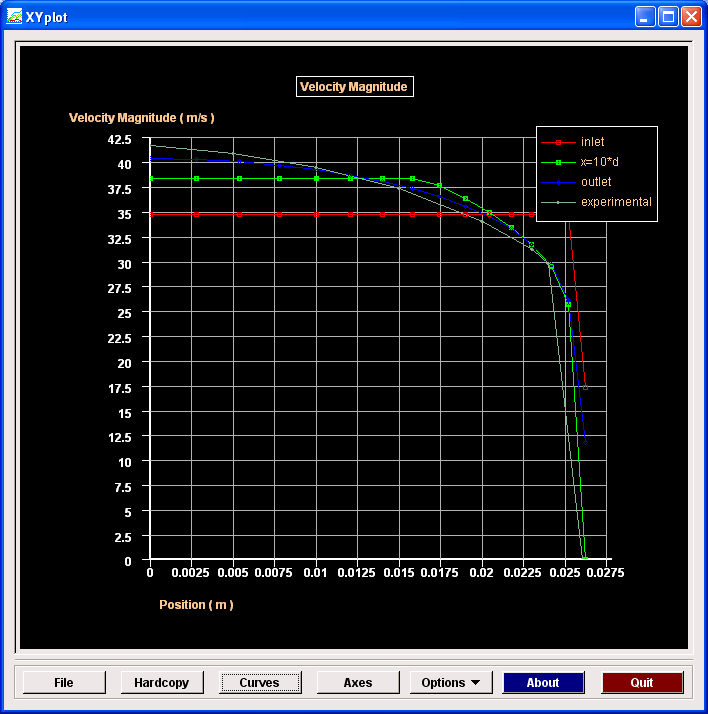 XYplot
Velocity Magnitude
Velocity Magnitude ( m/s )
inlet
x=10*d
outlet
experimental
42.5
40
37.5
35
32.5
30
27.5
25
22.5
20
17.5
15
12.5
10
7.5
5
2.5
0
0 0.0025 0.005 0.0075 0.01 0.0125 0.015 0.0175 0.02 0.0225 0.025 0.0275
Position ( m )
File Hardcopy Curves Axes Options About Quit